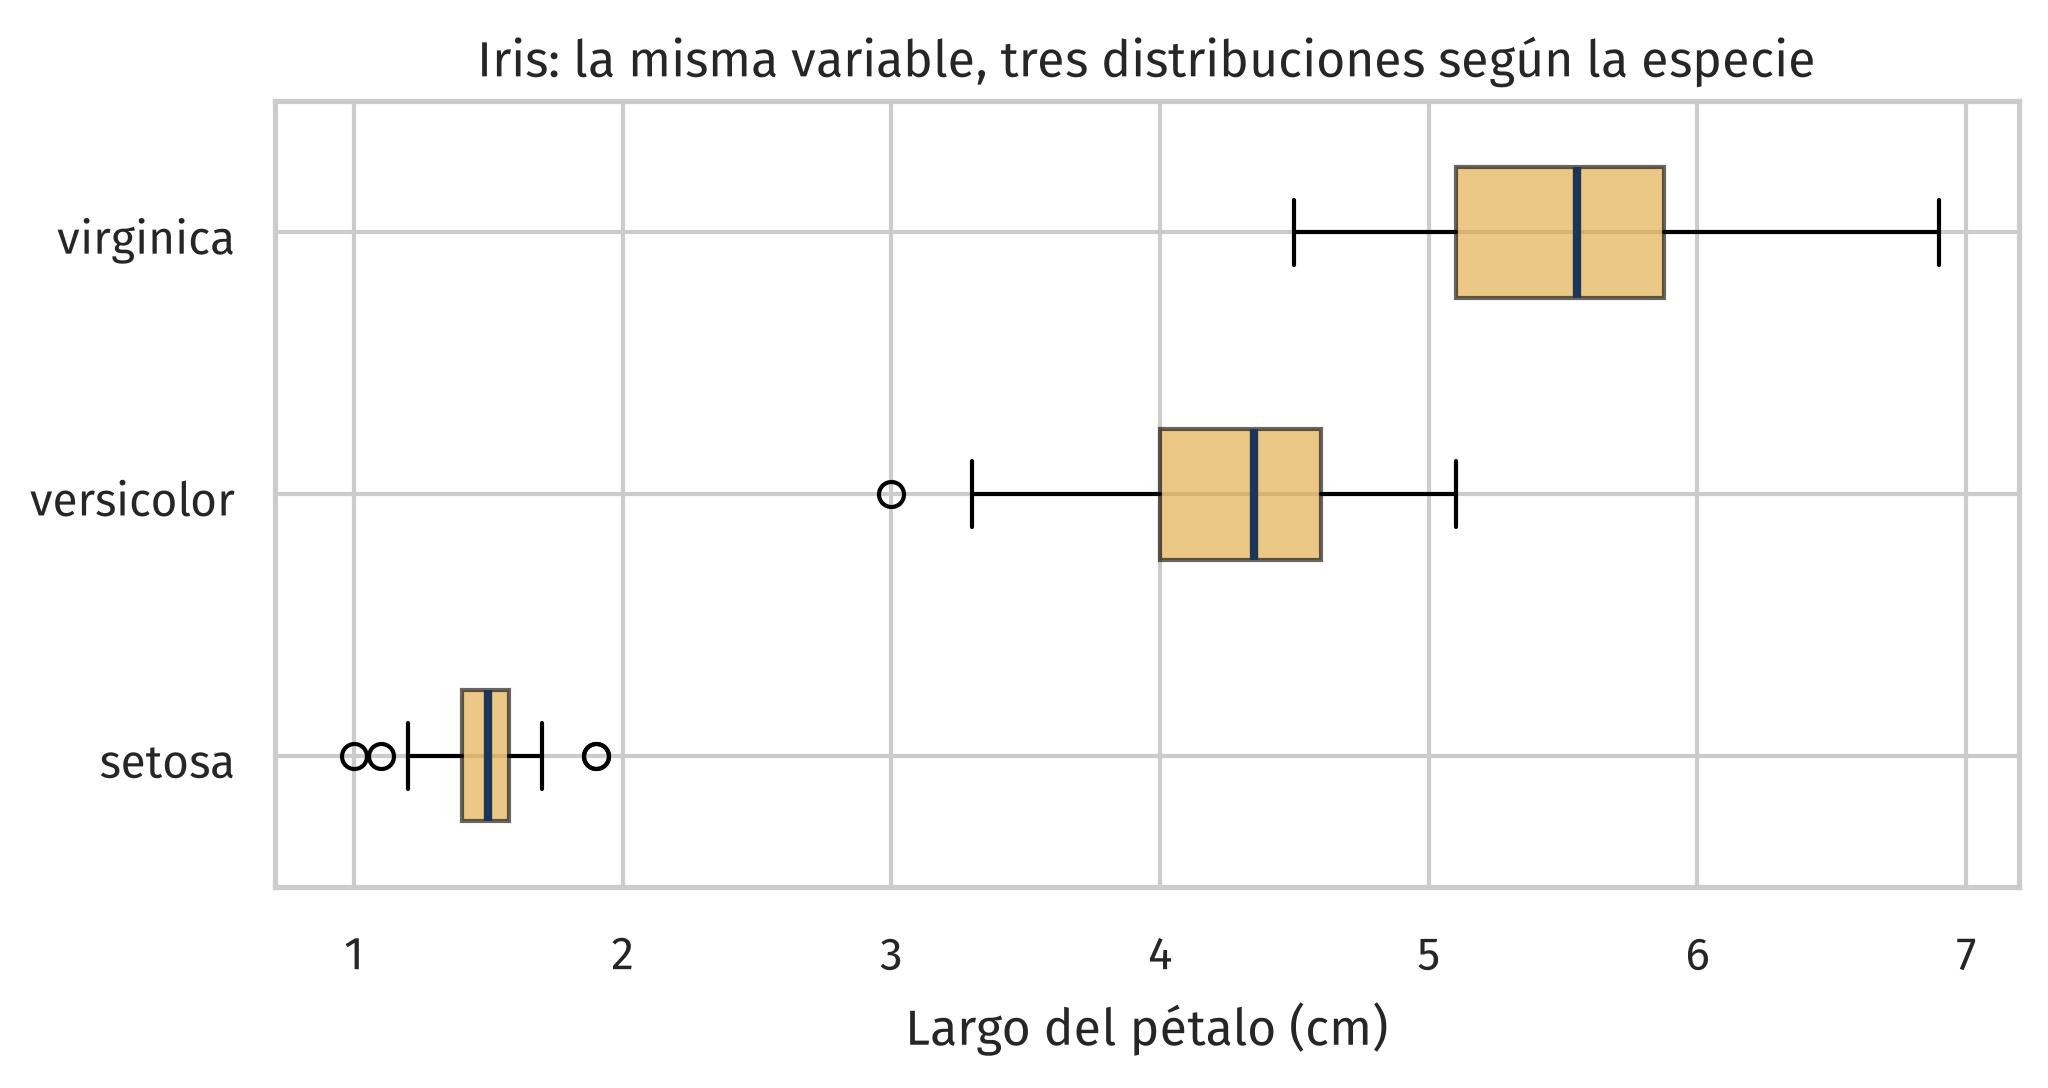 Iris: la misma variable, tres distribuciones según la especie
virginica
versicolor
setosa
1 2 3 4 5 6 7
Largo del pétalo (cm)